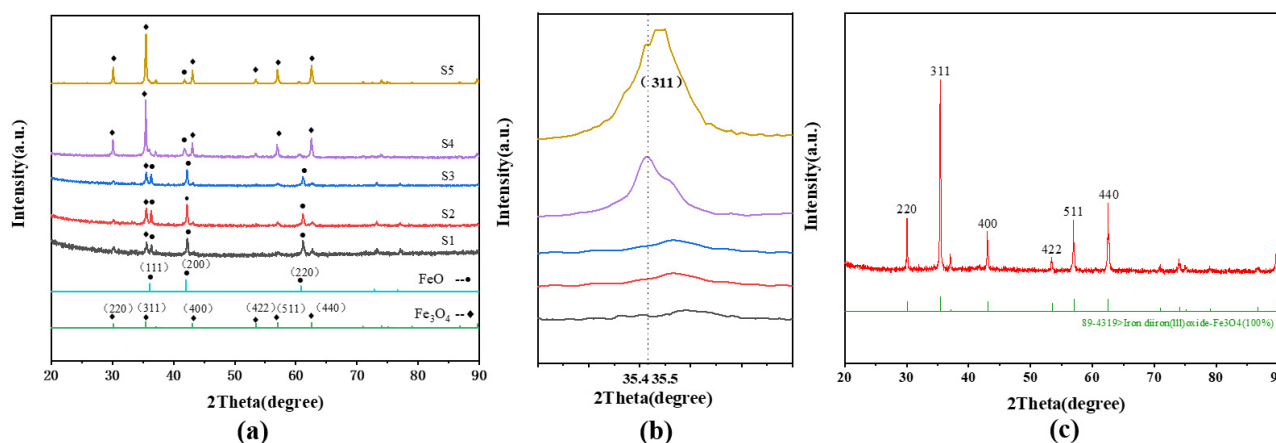 Intensity(a.u.)
S5
S4
S3
S2
S1
(111)
(200)
(220)
FeO --●
(220)
(311)
(400)
(422)
(511)
(440)
Fe₃O₄ --◆
20 30 40 50 60 70 80 90
2Theta(degree)
(a)
Intensity(a.u.)
(311)
35.4 35.5
2Theta(degree)
(b)
Intensity(a.u.)
311
220
400
422
511
440
89-4319>Iron diiron(III)oxide-Fe3O4(100%)
20 30 40 50 60 70 80 90
2Theta(degree)
(c)